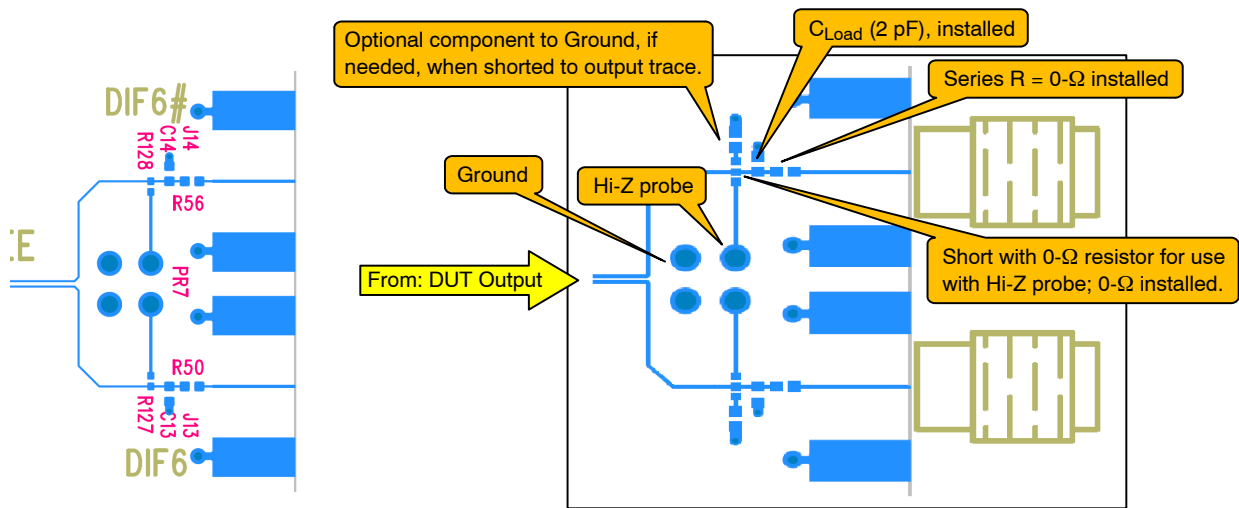 DIF6#
J14
C14
R128
R56
PR7
R50
R127
C13
J13
DIF6
Optional component to Ground, if
needed, when shorted to output trace.
CLoad (2 pF), installed
Series R = 0-Ω installed
Ground
Hi-Z probe
From: DUT Output
Short with 0-Ω resistor for use
with Hi-Z probe; 0-Ω installed.